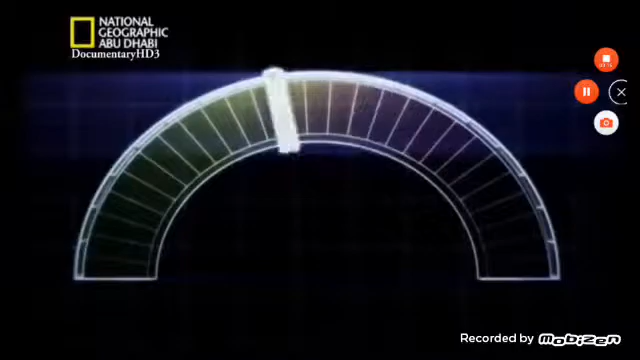 NATIONAL
GEOGRAPHIC
ABU DHABI
DocumentaryHD3
Recorded by mobizen